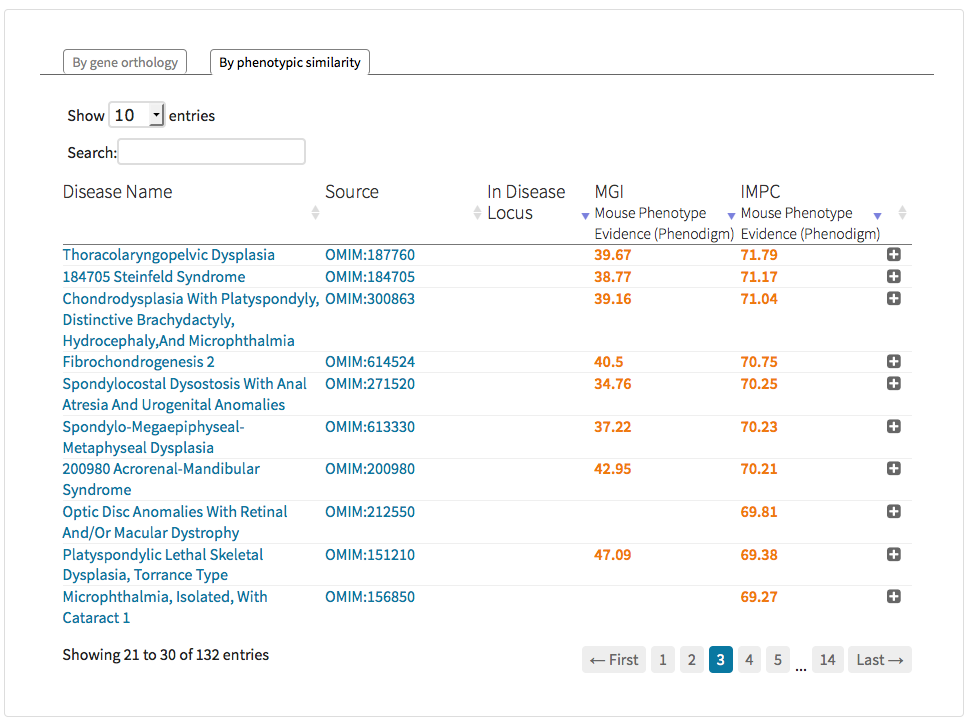 By gene orthology By phenotypic similarity
Show 10 entries
Search:
Disease Name Source In Disease MGI IMPC
Locus Mouse Phenotype Mouse Phenotype
Evidence (Phenodigm) Evidence (Phenodigm)
Thoracolaryngopelvic Dysplasia OMIM:187760 39.67 71.79
184705 Steinfeld Syndrome OMIM:184705 38.77 71.17
Chondrodysplasia With Platyspondyly, OMIM:300863 39.16 71.04
Distinctive Brachydactyly,
Hydrocephaly,And Microphthalmia
Fibrochondrogenesis 2 OMIM:614524 40.5 70.75
Spondylocostal Dysostosis With Anal OMIM:271520 34.76 70.25
Atresia And Urogenital Anomalies
Spondylo-Megaepiphyseal- OMIM:613330 37.22 70.23
Metaphyseal Dysplasia
200980 Acrorenal-Mandibular OMIM:200980 42.95 70.21
Syndrome
Optic Disc Anomalies With Retinal OMIM:212550 69.81
And/Or Macular Dystrophy
Platyspondylic Lethal Skeletal OMIM:151210 47.09 69.38
Dysplasia, Torrance Type
Microphthalmia, Isolated, With OMIM:156850 69.27
Cataract 1
Showing 21 to 30 of 132 entries ← First 1 2 3 4 5 ... 14 Last →